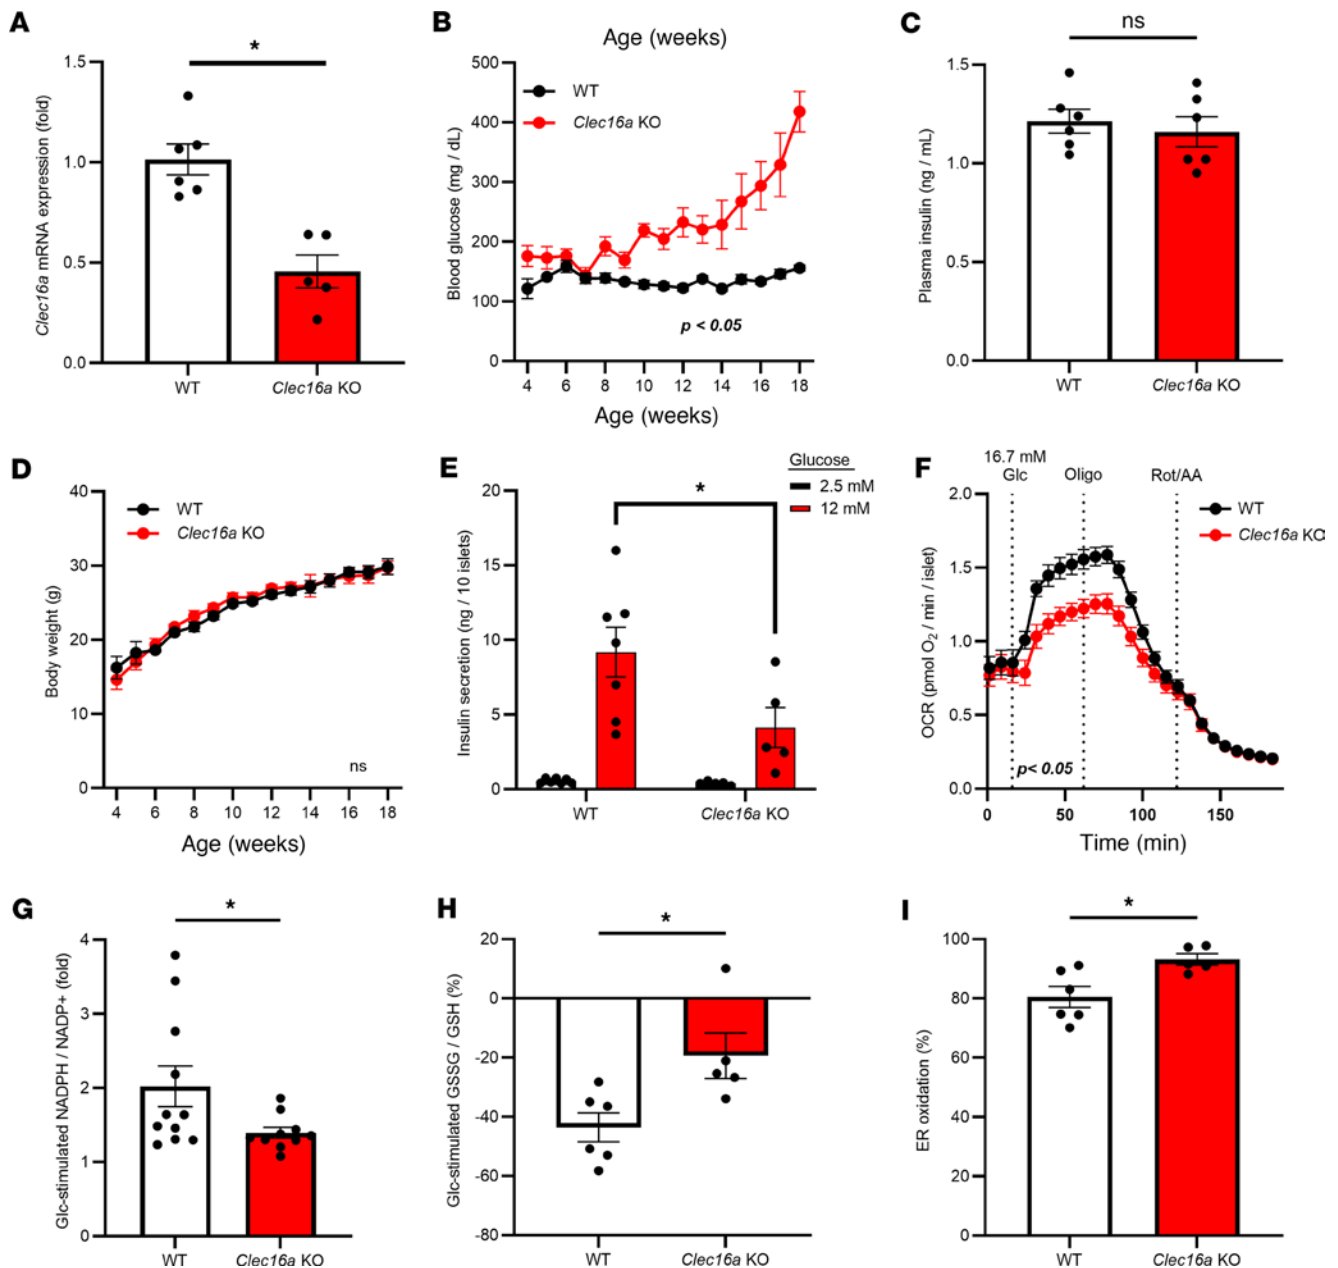 A
*
Clec16a mRNA expression (fold)
1.5
1.0
0.5
0.0
WT
Clec16a KO
B
Age (weeks)
Blood glucose (mg / dL)
500
400
300
200
100
0
WT
Clec16a KO
p < 0.05
4 6 8 10 12 14 16 18
Age (weeks)
C
ns
Plasma insulin (ng / mL)
1.5
1.0
0.5
0.0
WT
Clec16a KO
D
Body weight (g)
40
30
20
10
0
WT
Clec16a KO
ns
4 6 8 10 12 14 16 18
Age (weeks)
E
Glucose
2.5 mM
12 mM
*
Insulin secretion (ng / 10 islets)
20
15
10
5
0
WT
Clec16a KO
F
16.7 mM
Glc
Oligo
Rot/AA
OCR (pmol O2 / min / islet)
2.0
1.5
1.0
0.5
0.0
WT
Clec16a KO
p< 0.05
0 50 100 150
Time (min)
G
*
Glc-stimulated NADPH / NADP+ (fold)
4
3
2
1
0
WT
Clec16a KO
H
*
Glc-stimulated GSSG / GSH (%)
20
0
-20
-40
-60
-80
WT
Clec16a KO
I
*
ER oxidation (%)
100
80
60
40
20
0
WT
Clec16a KO